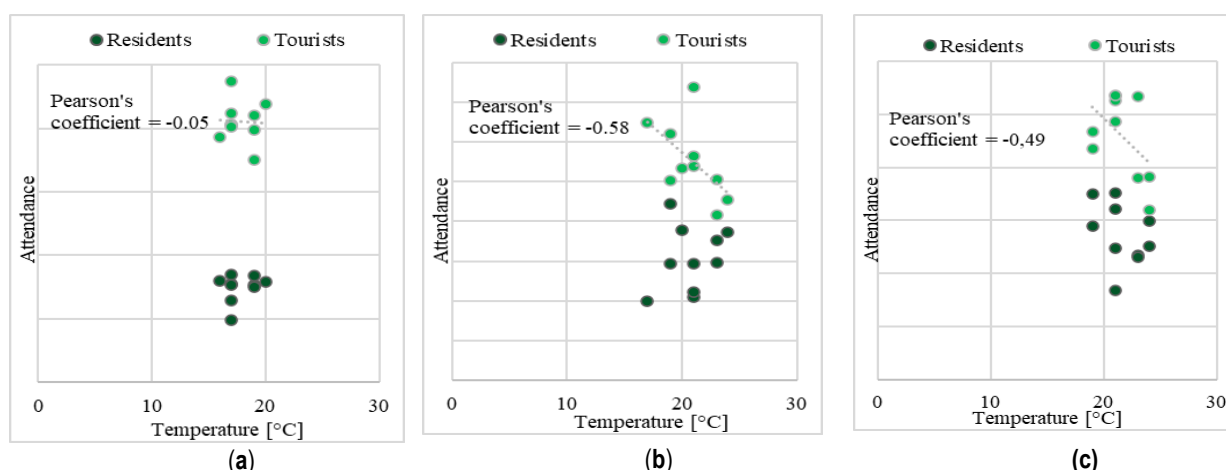 Residents Tourists
Pearson's
coefficient = -0.05
Attendance
0 10 20 30
Temperature [°C]
(a)
Residents Tourists
Pearson's
coefficient = -0.58
Attendance
0 10 20 30
Temperature [°C]
(b)
Residents Tourists
Pearson's
coefficient = -0,49
Attendance
0 10 20 30
Temperature [°C]
(c)